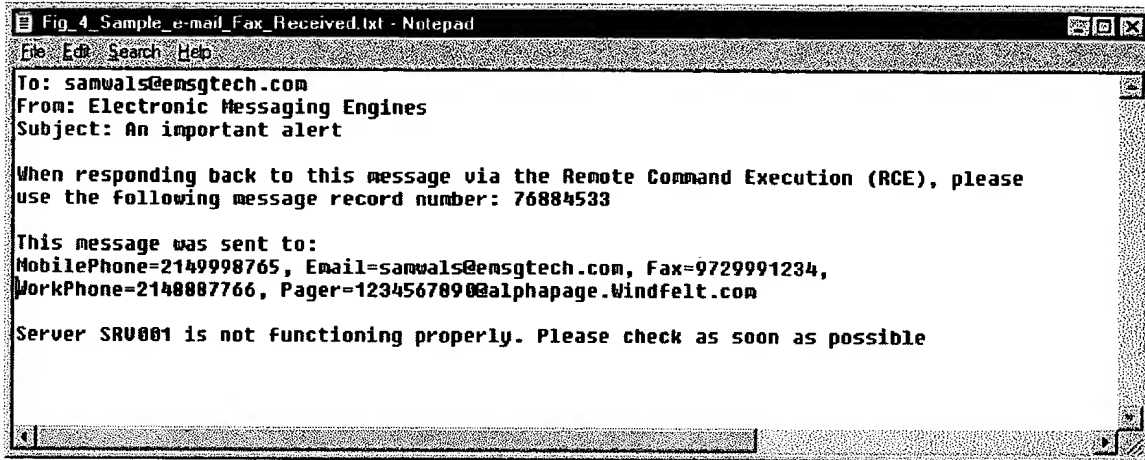 Fig_4_Sample_e-mail_Fax_Received.txt - Notepad
File Edit Search Help
To: samwals@emsgtech.com
From: Electronic Messaging Engines
Subject: An important alert
When responding back to this message via the Remote Command Execution (RCE), please
use the following message record number: 76884533
This message was sent to:
MobilePhone=2149998765, Email=samwals@emsgtech.com, Fax=9729991234,
WorkPhone=2148887766, Pager=1234567890@alphapage.Windfelt.com
Server SRV001 is not functioning properly. Please check as soon as possible